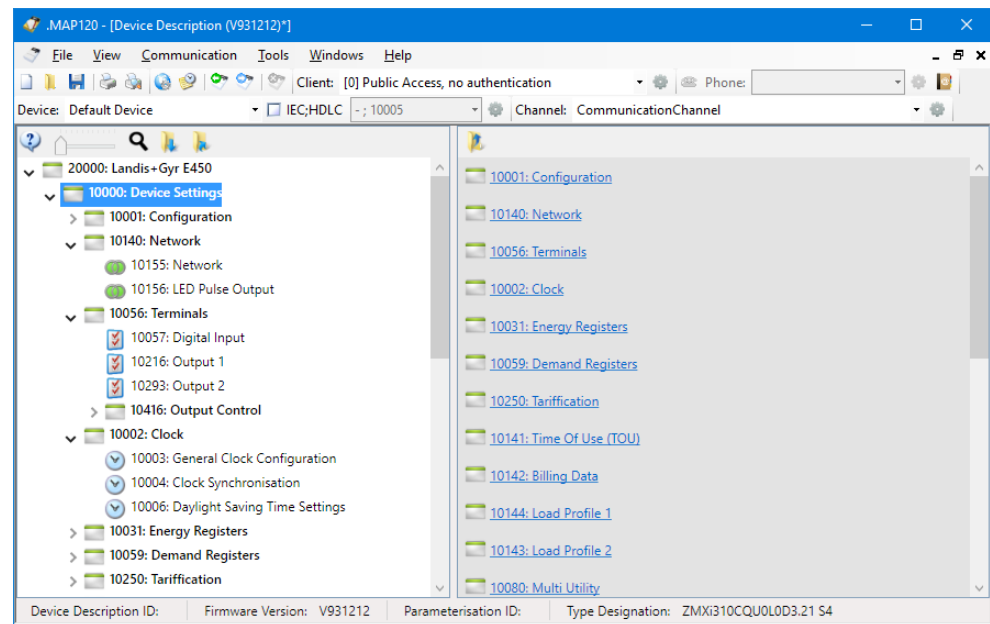 .MAP120 - [Device Description (V931212)*]
File View Communication Tools Windows Help
Client: [0] Public Access, no authentication Phone:
Device: Default Device IEC;HDLC - ; 10005 Channel: CommunicationChannel
20000: Landis+Gyr E450
10000: Device Settings
10001: Configuration
10140: Network
10155: Network
10156: LED Pulse Output
10056: Terminals
10057: Digital Input
10216: Output 1
10293: Output 2
10416: Output Control
10002: Clock
10003: General Clock Configuration
10004: Clock Synchronisation
10006: Daylight Saving Time Settings
10031: Energy Registers
10059: Demand Registers
10250: Tariffication
10001: Configuration
10140: Network
10056: Terminals
10002: Clock
10031: Energy Registers
10059: Demand Registers
10250: Tariffication
10141: Time Of Use (TOU)
10142: Billing Data
10144: Load Profile 1
10143: Load Profile 2
10080: Multi Utility
Device Description ID: Firmware Version: V931212 Parameterisation ID: Type Designation: ZMXi310CQU0L0D3.21 S4